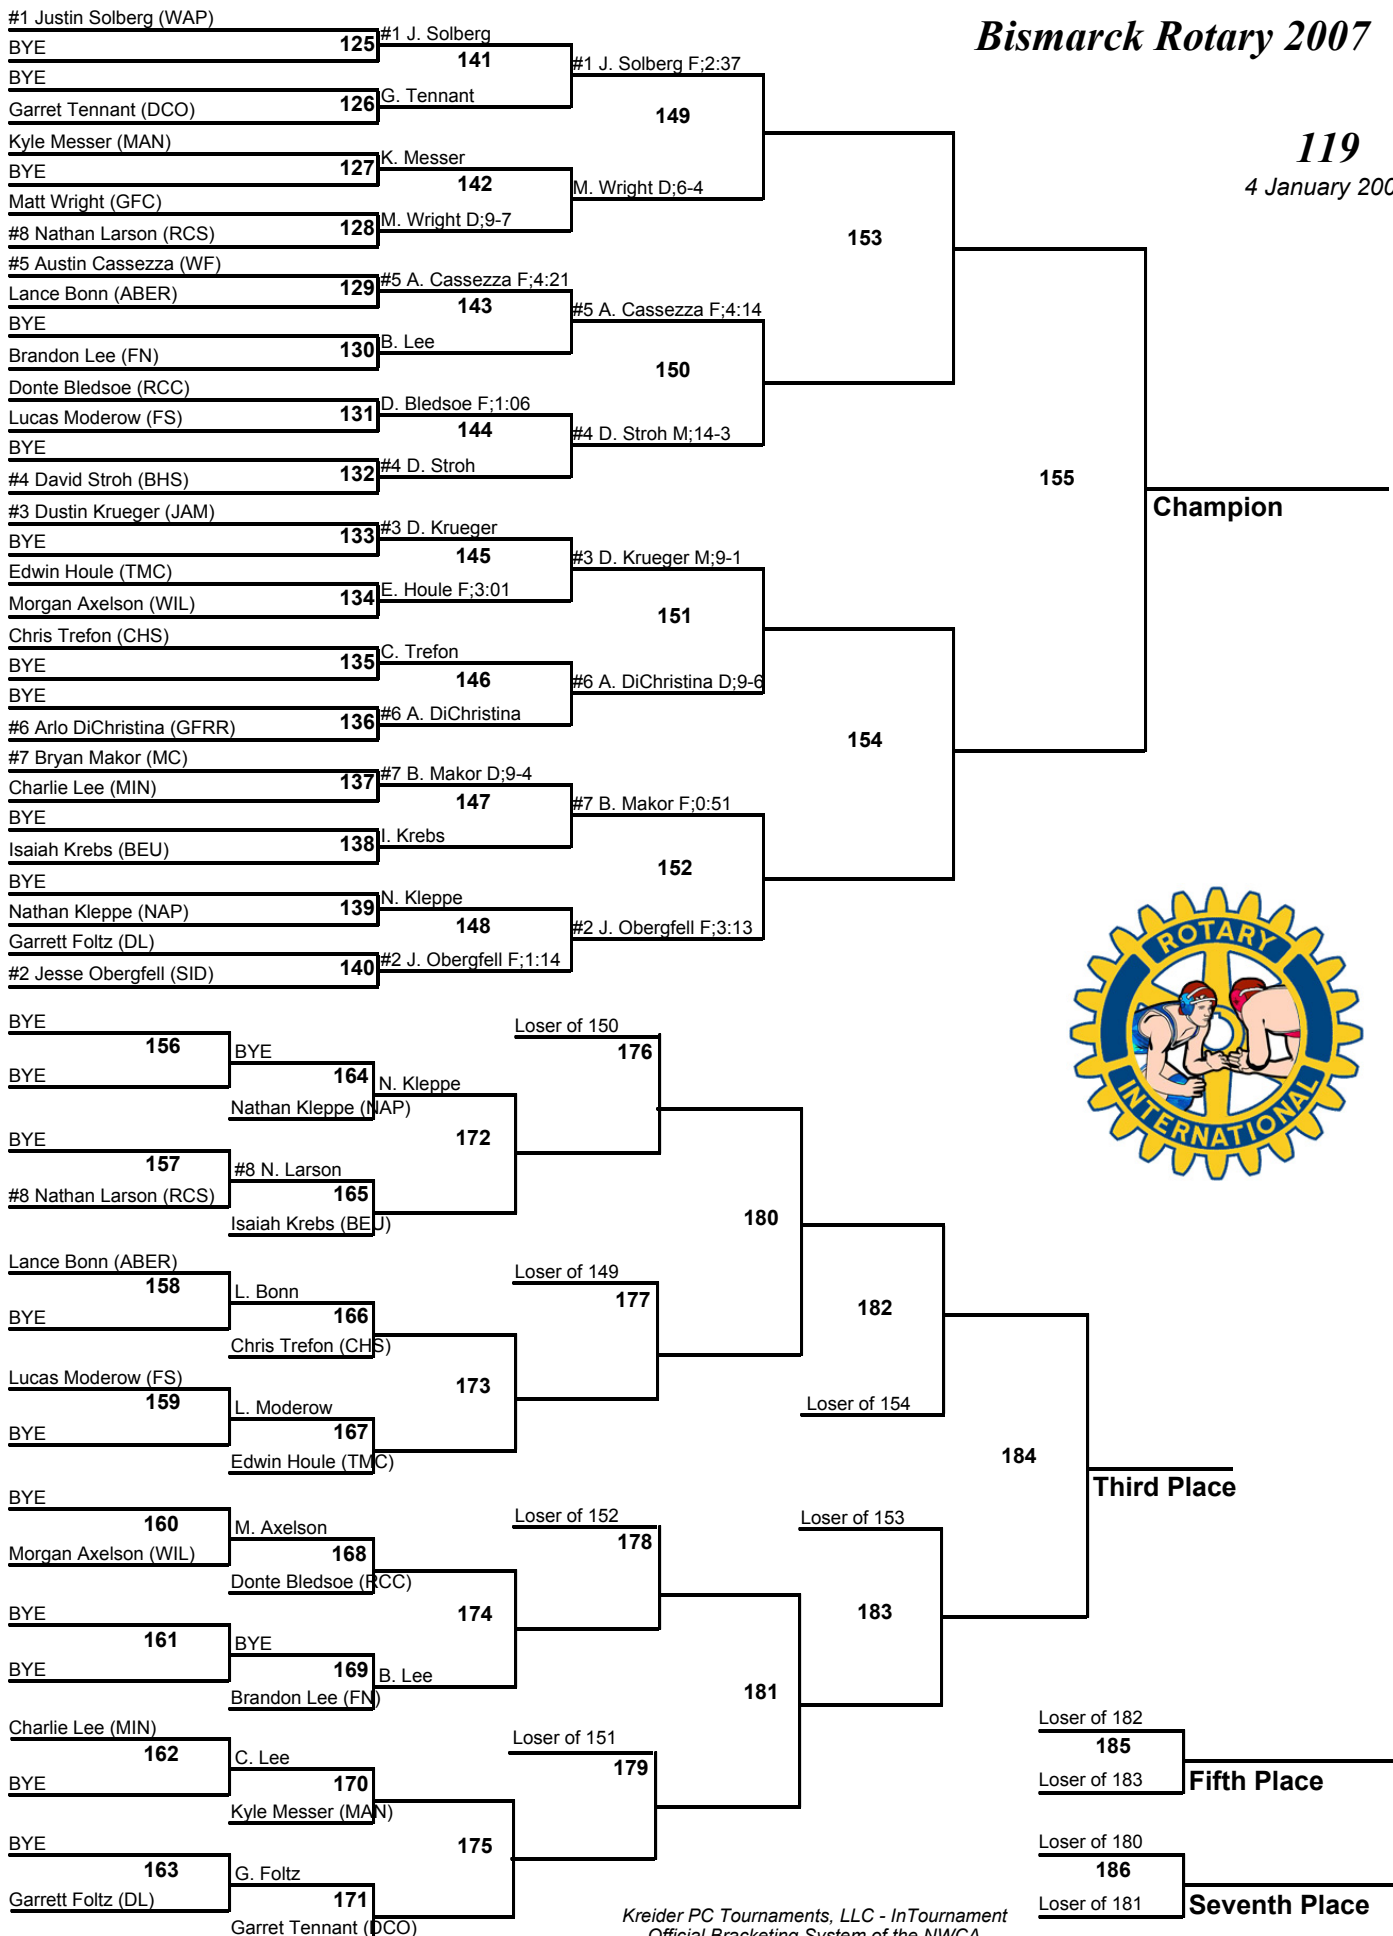 Bismarck Rotary 2007
119
4 January 200
#1 Justin Solberg (WAP)
BYE
125
BYE
Garret Tennant (DCO)
126
Kyle Messer (MAN)
BYE
127
Matt Wright (GFC)
#8 Nathan Larson (RCS)
128
#5 Austin Cassezza (WF)
Lance Bonn (ABER)
129
BYE
Brandon Lee (FN)
130
Donte Bledsoe (RCC)
Lucas Moderow (FS)
131
BYE
#4 David Stroh (BHS)
132
#3 Dustin Krueger (JAM)
BYE
133
Edwin Houle (TMC)
Morgan Axelson (WIL)
134
Chris Trefon (CHS)
BYE
135
BYE
#6 Arlo DiChristina (GFRR)
136
#7 Bryan Makor (MC)
Charlie Lee (MIN)
137
BYE
Isaiah Krebs (BEU)
138
BYE
Nathan Kleppe (NAP)
139
Garrett Foltz (DL)
#2 Jesse Obergfell (SID)
140
#1 J. Solberg
141
G. Tennant
K. Messer
142
M. Wright D;9-7
#5 A. Cassezza F;4:21
143
B. Lee
D. Bledsoe F;1:06
144
#4 D. Stroh
#3 D. Krueger
145
E. Houle F;3:01
C. Trefon
146
#6 A. DiChristina
#7 B. Makor D;9-4
147
I. Krebs
N. Kleppe
148
#2 J. Obergfell F;1:14
#1 J. Solberg F;2:37
149
M. Wright D;6-4
#5 A. Cassezza F;4:14
150
#4 D. Stroh M;14-3
#3 D. Krueger M;9-1
151
#6 A. DiChristina D;9-6
#7 B. Makor F;0:51
152
#2 J. Obergfell F;3:13
153
154
155
Champion
ROTARY
INTERNATIONAL
BYE
156
BYE
BYE
157
#8 Nathan Larson (RCS)
Lance Bonn (ABER)
158
BYE
Lucas Moderow (FS)
159
BYE
BYE
160
Morgan Axelson (WIL)
BYE
161
BYE
Charlie Lee (MIN)
162
BYE
BYE
163
Garrett Foltz (DL)
BYE
164
Nathan Kleppe (NAP)
#8 N. Larson
165
Isaiah Krebs (BEU)
L. Bonn
166
Chris Trefon (CHS)
L. Moderow
167
Edwin Houle (TMC)
M. Axelson
168
Donte Bledsoe (RCC)
BYE
169
Brandon Lee (FN)
C. Lee
170
Kyle Messer (MAN)
G. Foltz
171
Garret Tennant (DCO)
N. Kleppe
172
173
174
B. Lee
175
Loser of 150
176
Loser of 149
177
Loser of 152
178
Loser of 151
179
180
181
182
Loser of 154
Loser of 153
183
184
Third Place
Loser of 182
185
Loser of 183
Fifth Place
Loser of 180
186
Loser of 181
Seventh Place
Kreider PC Tournaments, LLC - InTournament
Official Bracketing System of the NWCA